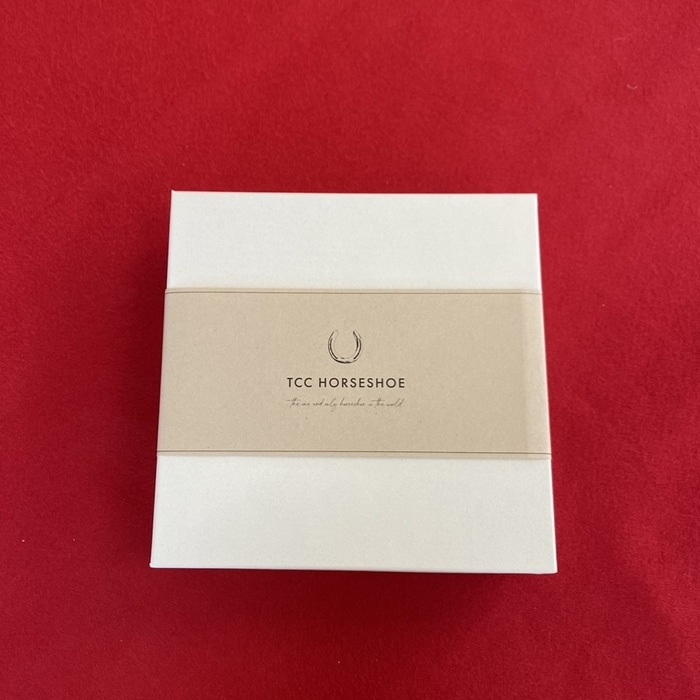 TCC HORSESHOE
the one and only horseshoe in the world